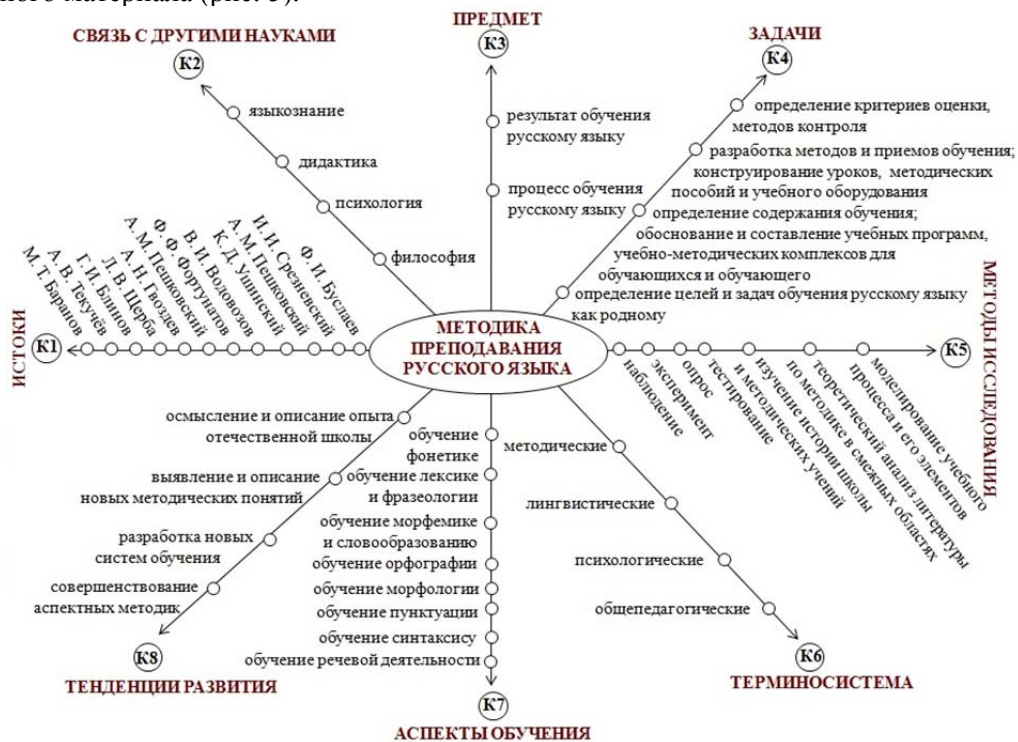 ного материала (рис. 3).
ПРЕДМЕТ
К3
СВЯЗЬ С ДРУГИМИ НАУКАМИ
К2
ЗАДАЧИ
К4
языкознание
дидактика
психология
философия
результат обучения
русскому языку
процесс обучения
русскому языку
определение критериев оценки,
методов контроля
разработка методов и приемов обучения;
конструирование уроков, методических
пособий и учебного оборудования
определение содержания обучения;
обоснование и составление учебных программ,
учебно-методических комплексов для
обучающихся и обучающего
определение целей и задач обучения русскому языку
как родному
ИСТОКИ
К1
М. Т. Баранов
А. В. Текучёв
Г. И. Блинов
Л. В. Щерба
А. Н. Гвоздев
А. М. Пешковский
Ф. Ф. Фортунатов
В. И. Водовозов
К. Д. Ушинский
А. М. Пешковский
И. И. Срезневский
Ф. И. Буслаев
МЕТОДИКА
ПРЕПОДАВАНИЯ
РУССКОГО ЯЗЫКА
К5
МЕТОДЫ ИССЛЕДОВАНИЯ
наблюдение
эксперимент
опрос
тестирование
изучение истории школы
и методических учений
теоретический анализ литературы
по методике в смежных областях
моделирование учебного
процесса и его элементов
осмысление и описание опыта
отечественной школы
выявление и описание
новых методических понятий
разработка новых
систем обучения
совершенствование
аспектных методик
К8
ТЕНДЕНЦИИ РАЗВИТИЯ
обучение
фонетике
обучение лексике
и фразеологии
обучение морфемике
и словообразованию
обучение орфографии
обучение морфологии
обучение пунктуации
обучение синтаксису
обучение речевой деятельности
К7
АСПЕКТЫ ОБУЧЕНИЯ
методические
лингвистические
психологические
общепедагогические
К6
ТЕРМИНОСИСТЕМА